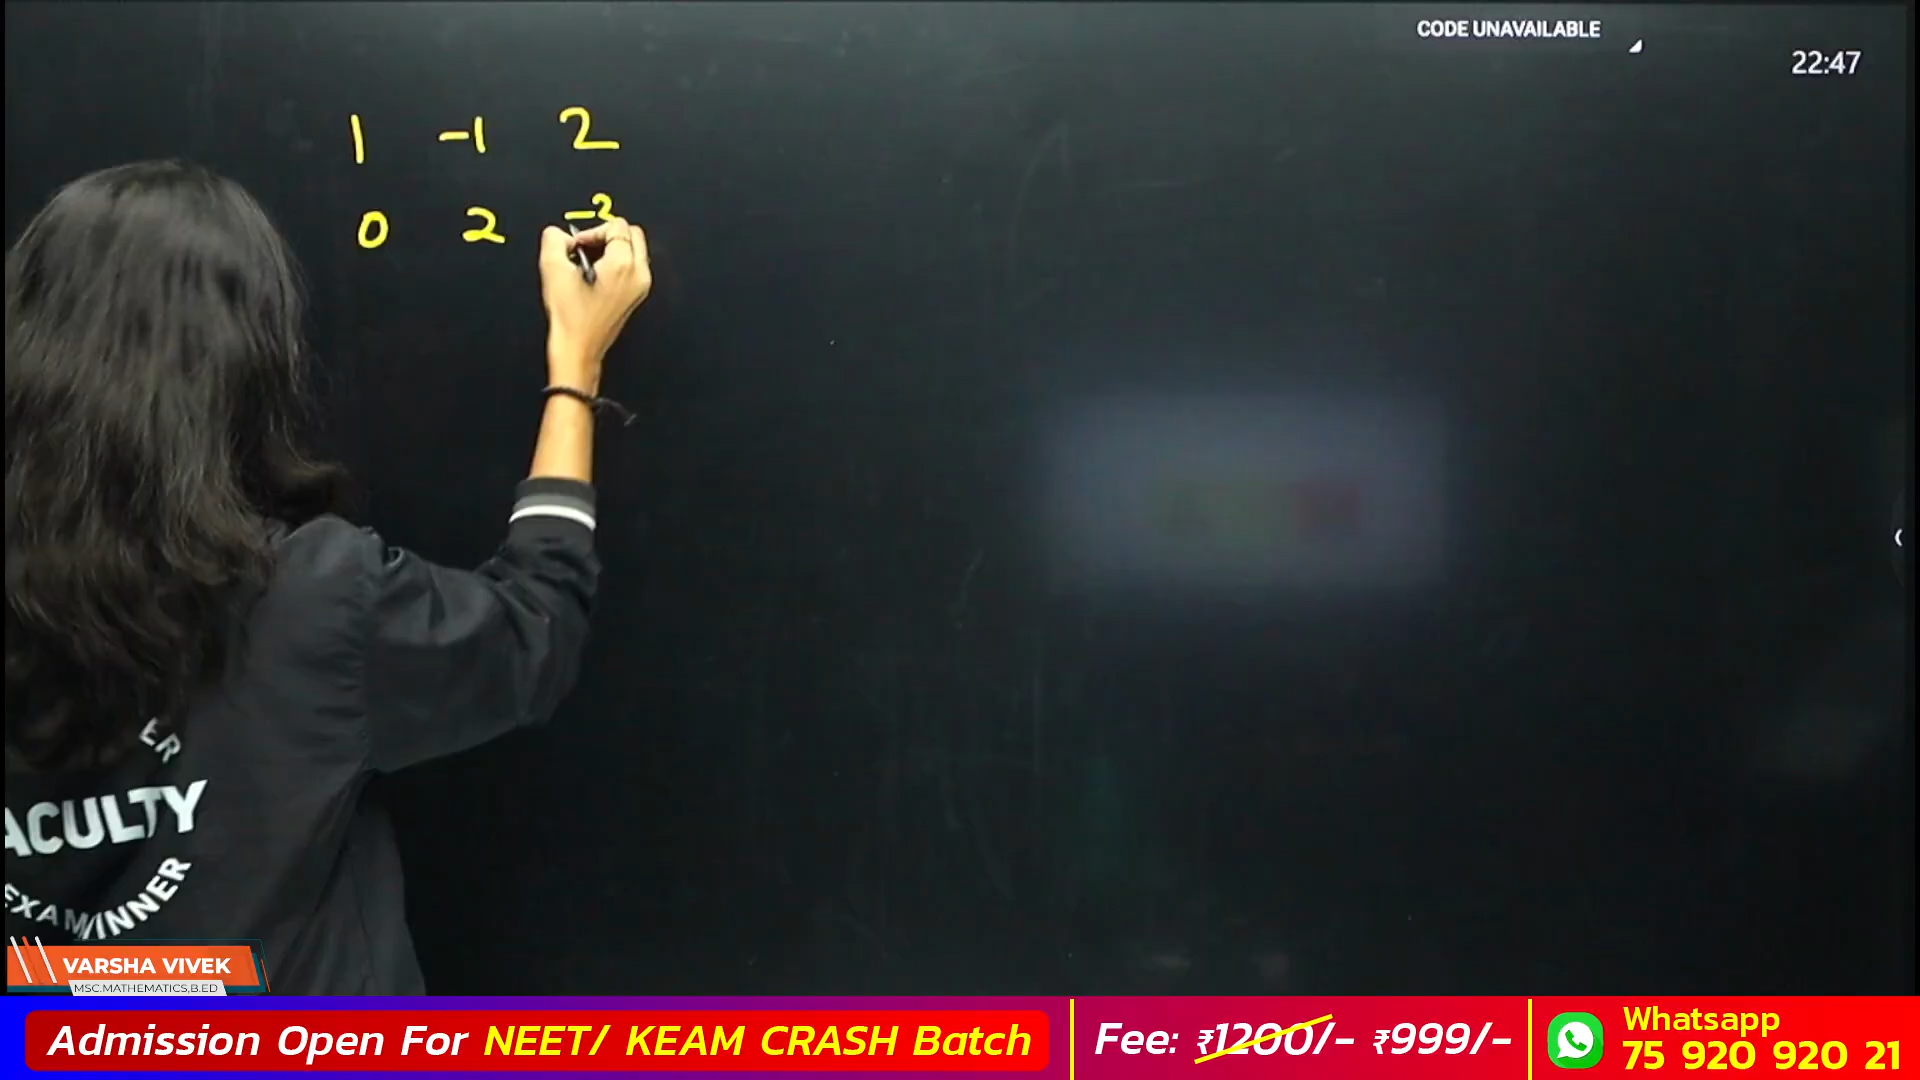 CODE UNAVAILABLE
22:47
1 -1 2
0 2 -3
ER
ACULTY
EXAMWINNER
VARSHA VIVEK
MSC.MATHEMATICS,B.ED
Admission Open For NEET/ KEAM CRASH Batch
Fee: ₹1200/- ₹999/-
Whatsapp
75 920 920 21